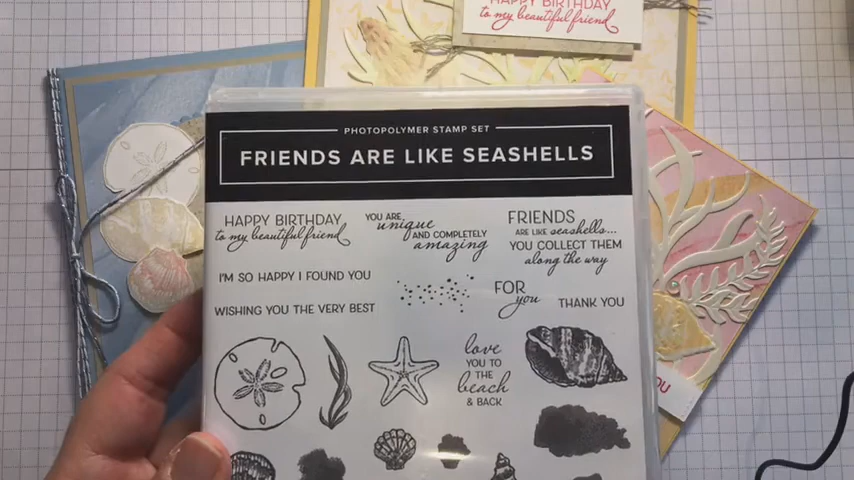 HAPPY BIRTHDAY
to my beautiful friend
PHOTOPOLYMER STAMP SET
FRIENDS ARE LIKE SEASHELLS
HAPPY BIRTHDAY
to my beautiful friend
YOU ARE
unique
AND COMPLETELY
amazing
FRIENDS
ARE LIKE seashells...
YOU COLLECT THEM
along the way
I'M SO HAPPY I FOUND YOU
WISHING YOU THE VERY BEST
FOR
you
THANK YOU
love
YOU TO
THE
beach
& BACK